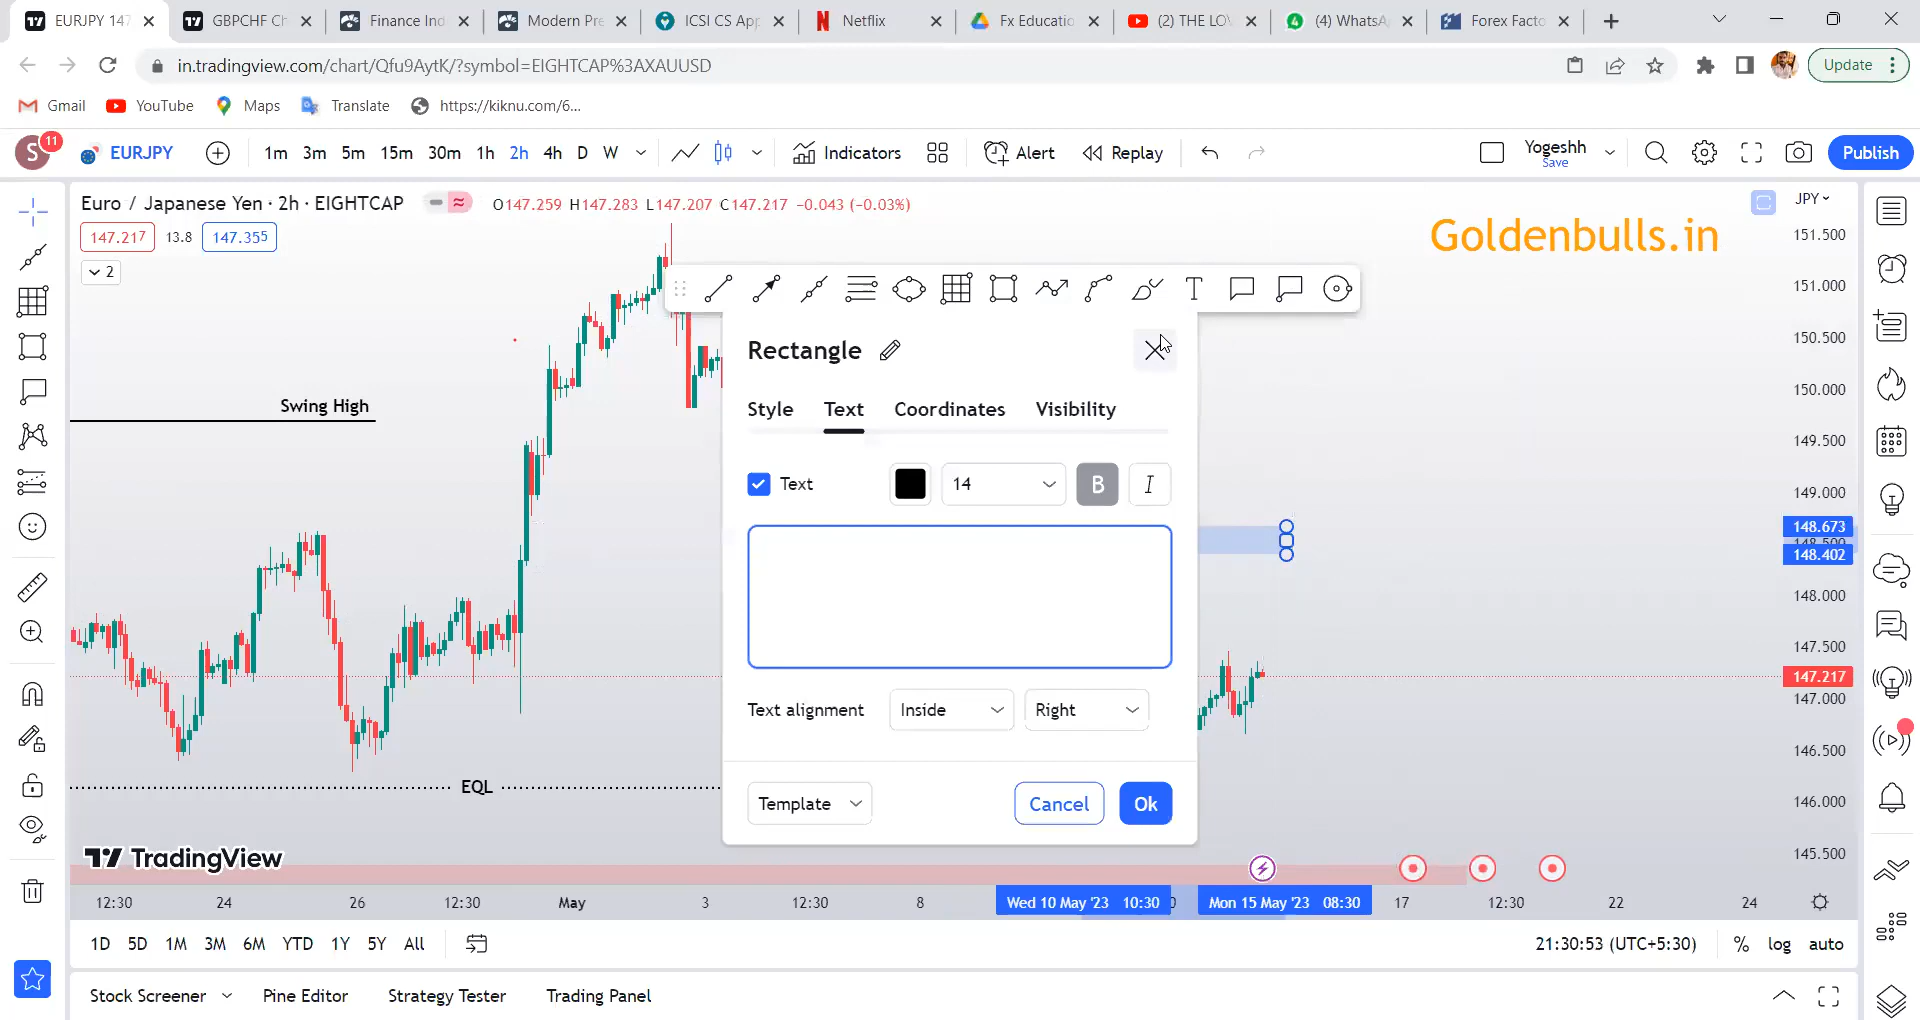 EURJPY 147
GBPCHF Ch
Finance Ind
Modern Pre
ICSI CS App
Netflix
Fx Educatio
(2) THE LOV
(4) WhatsA
Forex Facto
in.tradingview.com/chart/Qfu9AytK/?symbol=EIGHTCAP%3AXAUUSD
Update
Gmail
YouTube
Maps
Translate
https://kiknu.com/6...
S
11
EURJPY
1m 3m 5m 15m 30m 1h 2h 4h D W
Indicators
Alert
Replay
Yogeshh
Save
Publish
Euro / Japanese Yen · 2h · EIGHTCAP
O147.259 H147.283 L147.207 C147.217 −0.043 (−0.03%)
JPY
147.217 13.8 147.355
2
Goldenbulls.in
151.500
151.000
150.500
150.000
149.500
149.000
148.673
148.402
148.000
147.500
147.217
147.000
146.500
146.000
145.500
Swing High
EQL
Rectangle
Style Text Coordinates Visibility
Text
14
B
I
Text alignment
Inside
Right
Template
Cancel
Ok
TradingView
12:30 24 26 12:30 May 3 12:30 8 Wed 10 May '23 10:30 Mon 15 May '23 08:30 17 12:30 22 24
1D 5D 1M 3M 6M YTD 1Y 5Y All
21:30:53 (UTC+5:30)
% log auto
Stock Screener
Pine Editor
Strategy Tester
Trading Panel